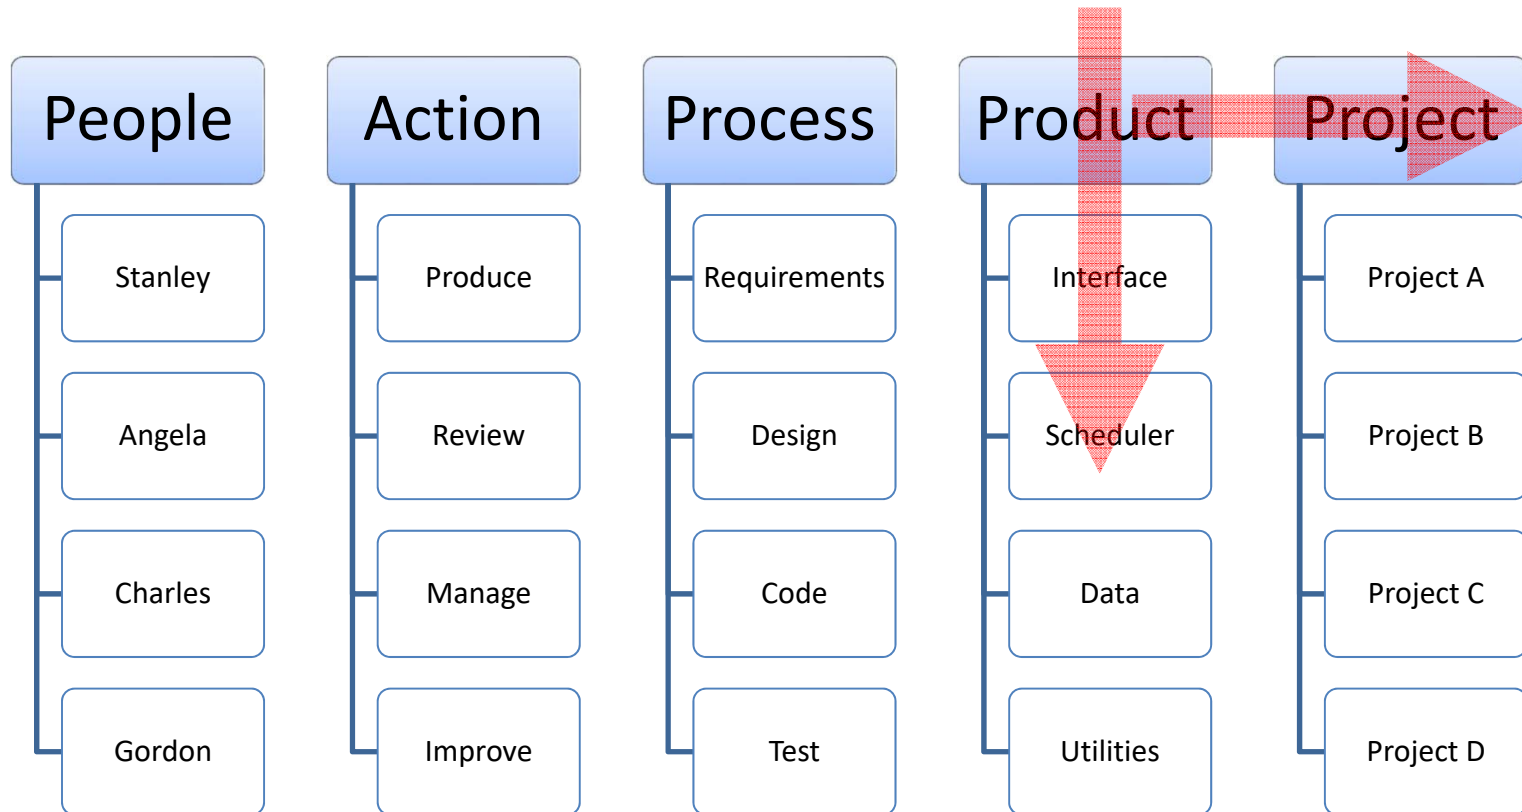 People
Action
Process
Product
Project
Stanley
Produce
Requirements
Interface
Project A
Angela
Review
Design
Scheduler
Project B
Charles
Manage
Code
Data
Project C
Gordon
Improve
Test
Utilities
Project D